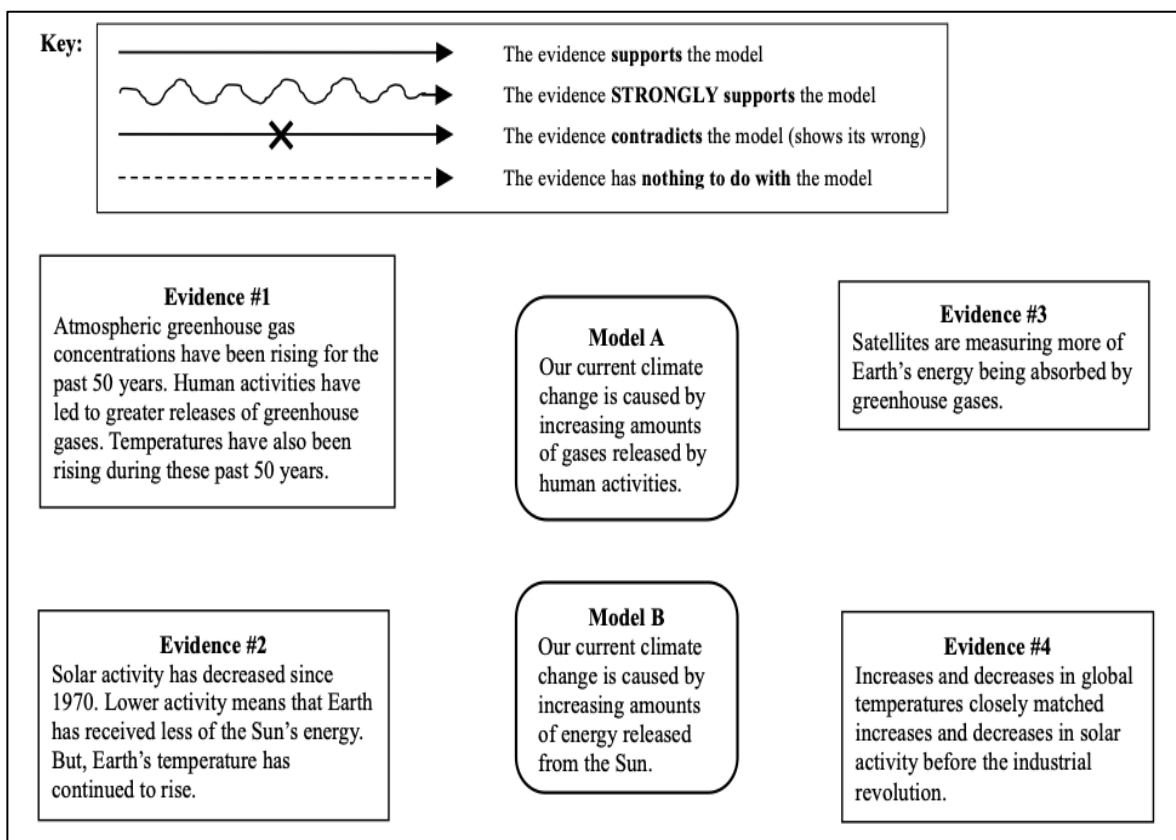 Key:
The evidence supports the model
The evidence STRONGLY supports the model
The evidence contradicts the model (shows its wrong)
The evidence has nothing to do with the model
Evidence #1
Atmospheric greenhouse gas
concentrations have been rising for the
past 50 years. Human activities have
led to greater releases of greenhouse
gases. Temperatures have also been
rising during these past 50 years.
Model A
Our current climate
change is caused by
increasing amounts
of gases released by
human activities.
Evidence #3
Satellites are measuring more of
Earth's energy being absorbed by
greenhouse gases.
Evidence #2
Solar activity has decreased since
1970. Lower activity means that Earth
has received less of the Sun's energy.
But, Earth's temperature has
continued to rise.
Model B
Our current climate
change is caused by
increasing amounts
of energy released
from the Sun.
Evidence #4
Increases and decreases in global
temperatures closely matched
increases and decreases in solar
activity before the industrial
revolution.